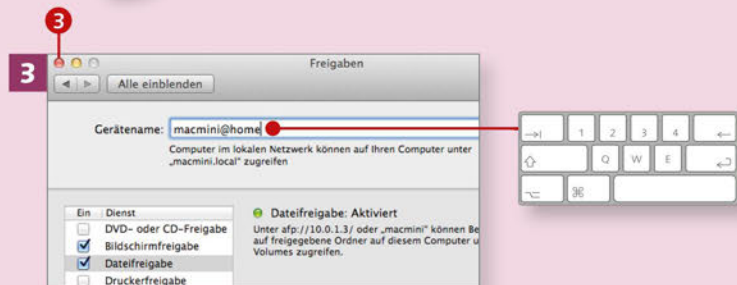 3
3
Freigaben
Alle einblenden
Gerätename: macmini@home
Computer im lokalen Netzwerk können auf Ihren Computer unter
„macmini.local“ zugreifen
Ein Dienst
DVD- oder CD-Freigabe
Bildschirmfreigabe
Dateifreigabe
Druckerfreigabe
Dateifreigabe: Aktiviert
Unter afp://10.0.1.3/ oder „macmini“ können Be
auf freigegebene Ordner auf diesem Computer u
Volumes zugreifen.
1 2 3 4
Q W E